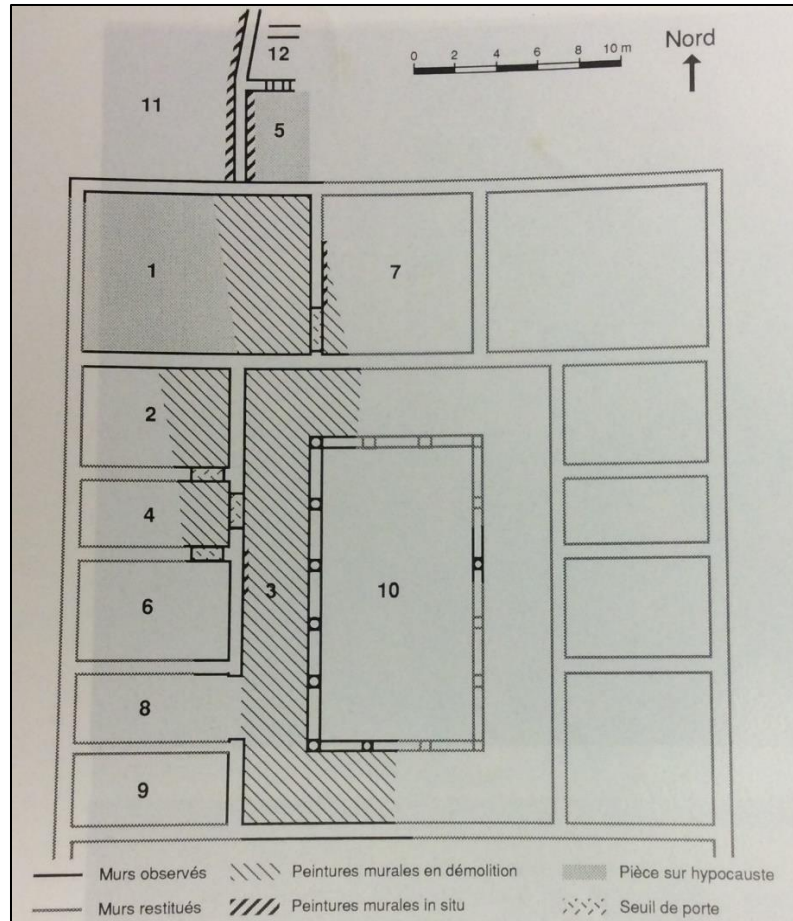 12
0 2 4 6 8 10 m
Nord
11
5
1
7
2
4
3
10
6
8
9
Murs observés
Peintures murales en démolition
Pièce sur hypocauste
Murs restitués
Peintures murales in situ
Seuil de porte